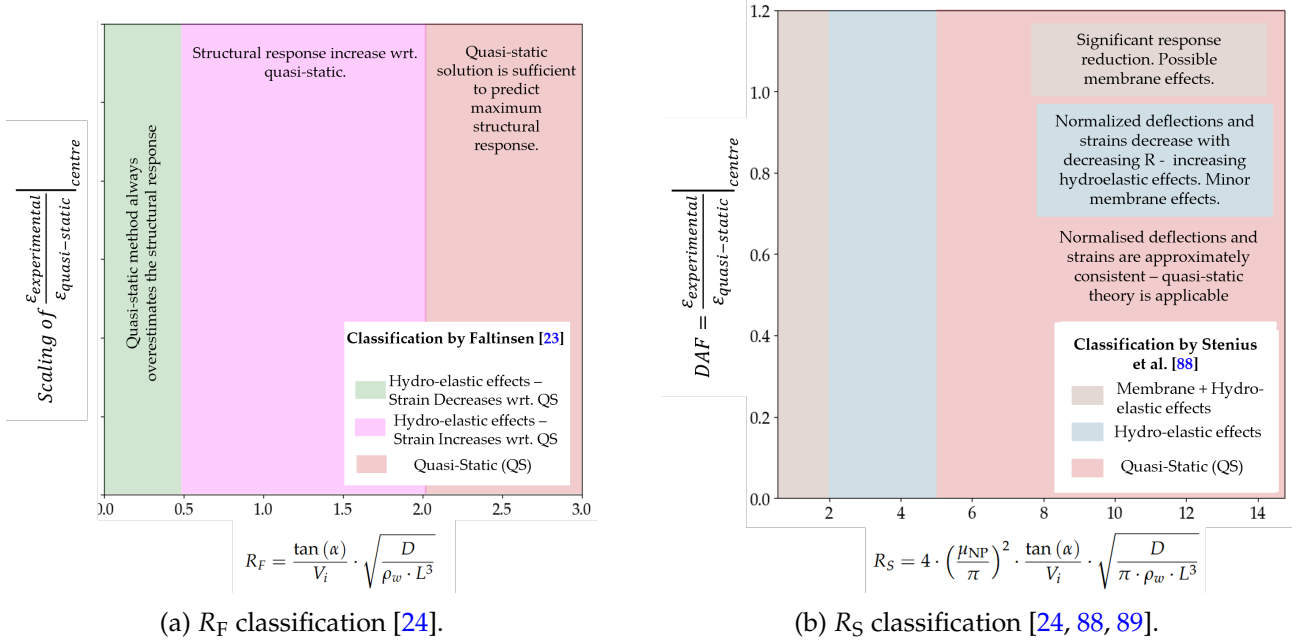 Structural response increase wrt.
quasi-static.
Quasi-static
solution is sufficient
to predict
maximum
structural
response.
Quasi-static method always
overestimates the structural response
Scaling of ε_experimental / ε_quasi−static |_centre
Classification by Faltinsen [23]
Hydro-elastic effects –
Strain Decreases wrt. QS
Hydro-elastic effects –
Strain Increases wrt. QS
Quasi-Static (QS)
0.0 0.5 1.0 1.5 2.0 2.5 3.0
R_F = tan (α) / V_i · √(D / (ρ_w · L³))
(a) R_F classification [24].
1.2
1.0
0.8
0.6
0.4
0.2
0.0
DAF = ε_experimental / ε_quasi−static |_centre
Significant response
reduction. Possible
membrane effects.
Normalized deflections and
strains decrease with
decreasing R - increasing
hydroelastic effects. Minor
membrane effects.
Normalised deflections and
strains are approximately
consistent – quasi-static
theory is applicable
Classification by Stenius
et al. [88]
Membrane + Hydro-
elastic effects
Hydro-elastic effects
Quasi-Static (QS)
2 4 6 8 10 12 14
R_S = 4 · (μ_NP / π)² · tan (α) / V_i · √(D / (π · ρ_w · L³))
(b) R_S classification [24, 88, 89].